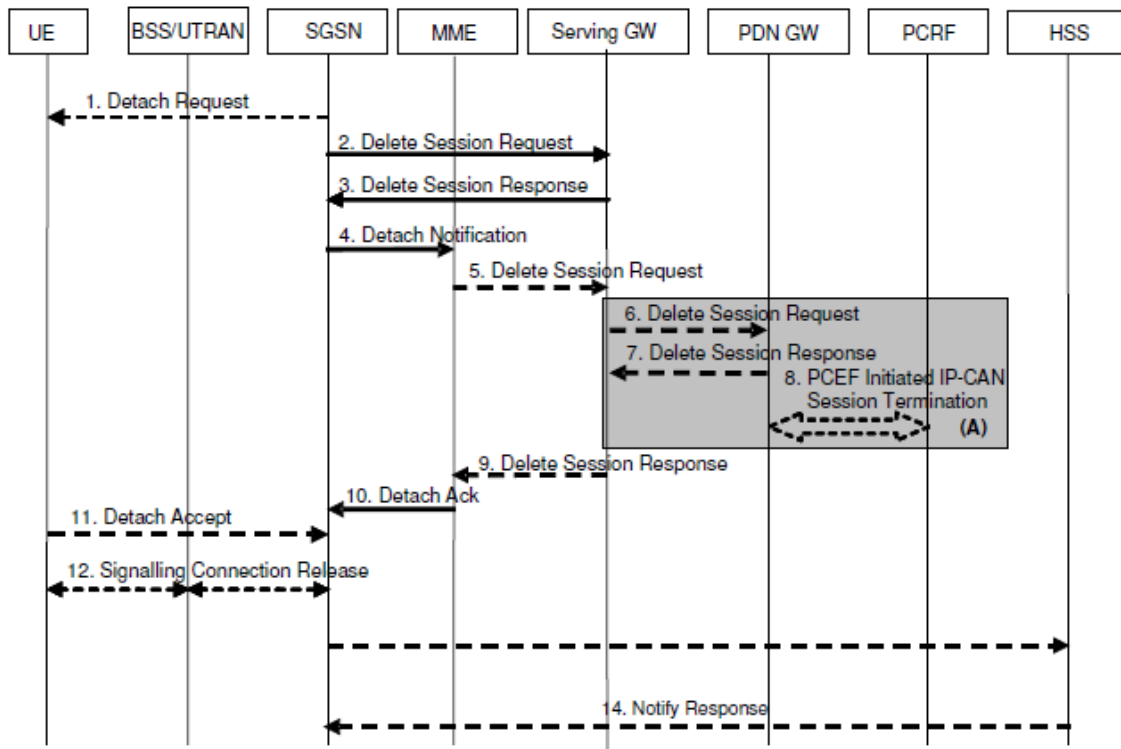 UE
BSS/UTRAN
SGSN
MME
Serving GW
PDN GW
PCRF
HSS
1. Detach Request
2. Delete Session Request
3. Delete Session Response
4. Detach Notification
5. Delete Session Request
6. Delete Session Request
7. Delete Session Response
8. PCEF Initiated IP-CAN
Session Termination
(A)
9. Delete Session Response
10. Detach Ack
11. Detach Accept
12. Signalling Connection Release
14. Notify Response